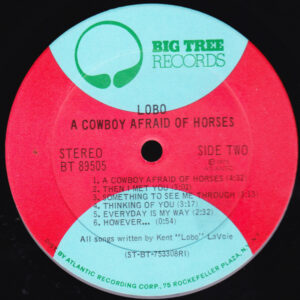 BIG TREE
RECORDS
LOBO
A COWBOY AFRAID OF HORSES
STEREO
BT 89505
SIDE TWO
1. A COWBOY AFRAID OF HORSES (4:32
2. THEN I MET YOU
3. SOMETHING TO SEE ME THROUGH
4. THINKING OF YOU (3:17)
5. EVERYDAY IS MY WAY (2:32)
6. HOWEVER... (0:54)
All songs written by Kent "Lobo" LaVoie
(ST-BT-753308RI)
BY ATLANTIC RECORDING CORP., 75 ROCKEFELLER PLAZA, N.